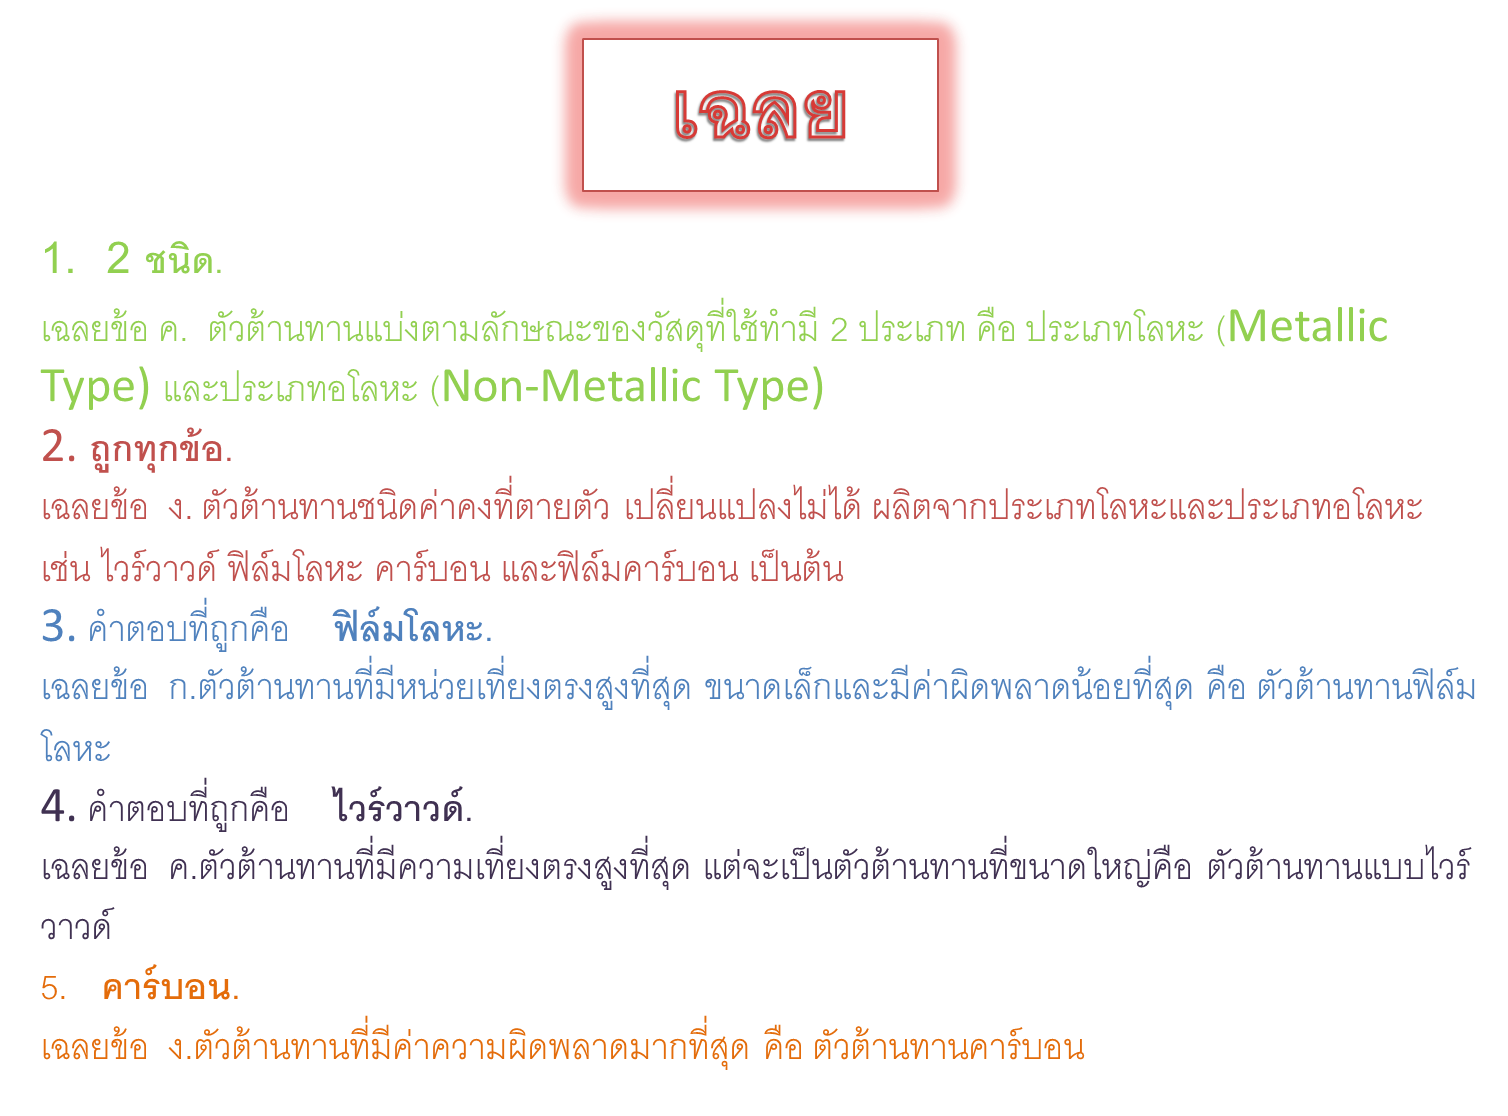 เฉลย
1. 2 ชนิด.
เฉลยข้อ ค. ตัวต้านทานแบ่งตามลักษณะของวัสดุที่ใช้ทำมี 2 ประเภท คือ ประเภทโลหะ (Metallic
Type) และประเภทอโลหะ (Non-Metallic Type)
2. ถูกทุกข้อ.
เฉลยข้อ ง. ตัวต้านทานชนิดค่าคงที่ตายตัว เปลี่ยนแปลงไม่ได้ ผลิตจากประเภทโลหะและประเภทอโลหะ
เช่น ไวร์วาวด์ ฟิล์มโลหะ คาร์บอน และฟิล์มคาร์บอน เป็นต้น
3. คำตอบที่ถูกคือ ฟิล์มโลหะ.
เฉลยข้อ ก.ตัวต้านทานที่มีหน่วยเที่ยงตรงสูงที่สุด ขนาดเล็กและมีค่าผิดพลาดน้อยที่สุด คือ ตัวต้านทานฟิล์ม
โลหะ
4. คำตอบที่ถูกคือ ไวร์วาวด์.
เฉลยข้อ ค.ตัวต้านทานที่มีความเที่ยงตรงสูงที่สุด แต่จะเป็นตัวต้านทานที่ขนาดใหญ่คือ ตัวต้านทานแบบไวร์
วาวด์
5. คาร์บอน.
เฉลยข้อ ง.ตัวต้านทานที่มีค่าความผิดพลาดมากที่สุด คือ ตัวต้านทานคาร์บอน